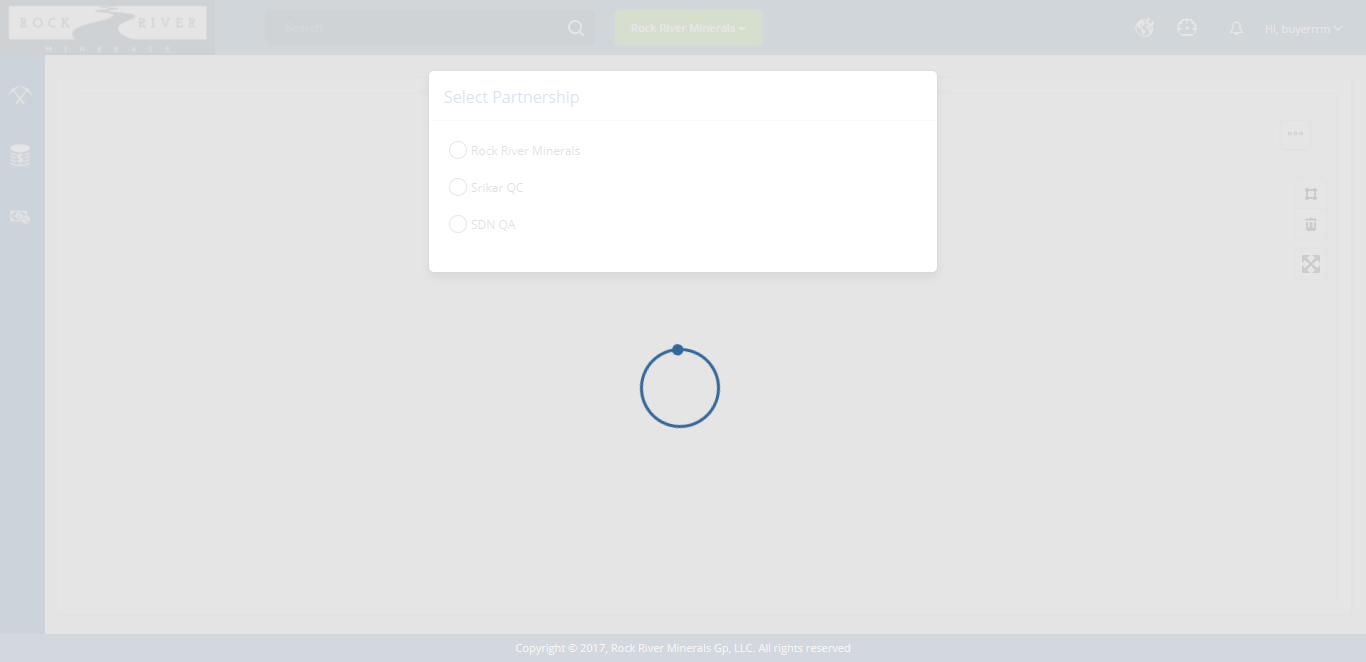 ROCK RIVER
MINERALS
Search
Rock River Minerals
Hi, buyerrrm
Select Partnership
Rock River Minerals
Srikar QC
SDN QA
Copyright © 2017, Rock River Minerals Gp, LLC. All rights reserved